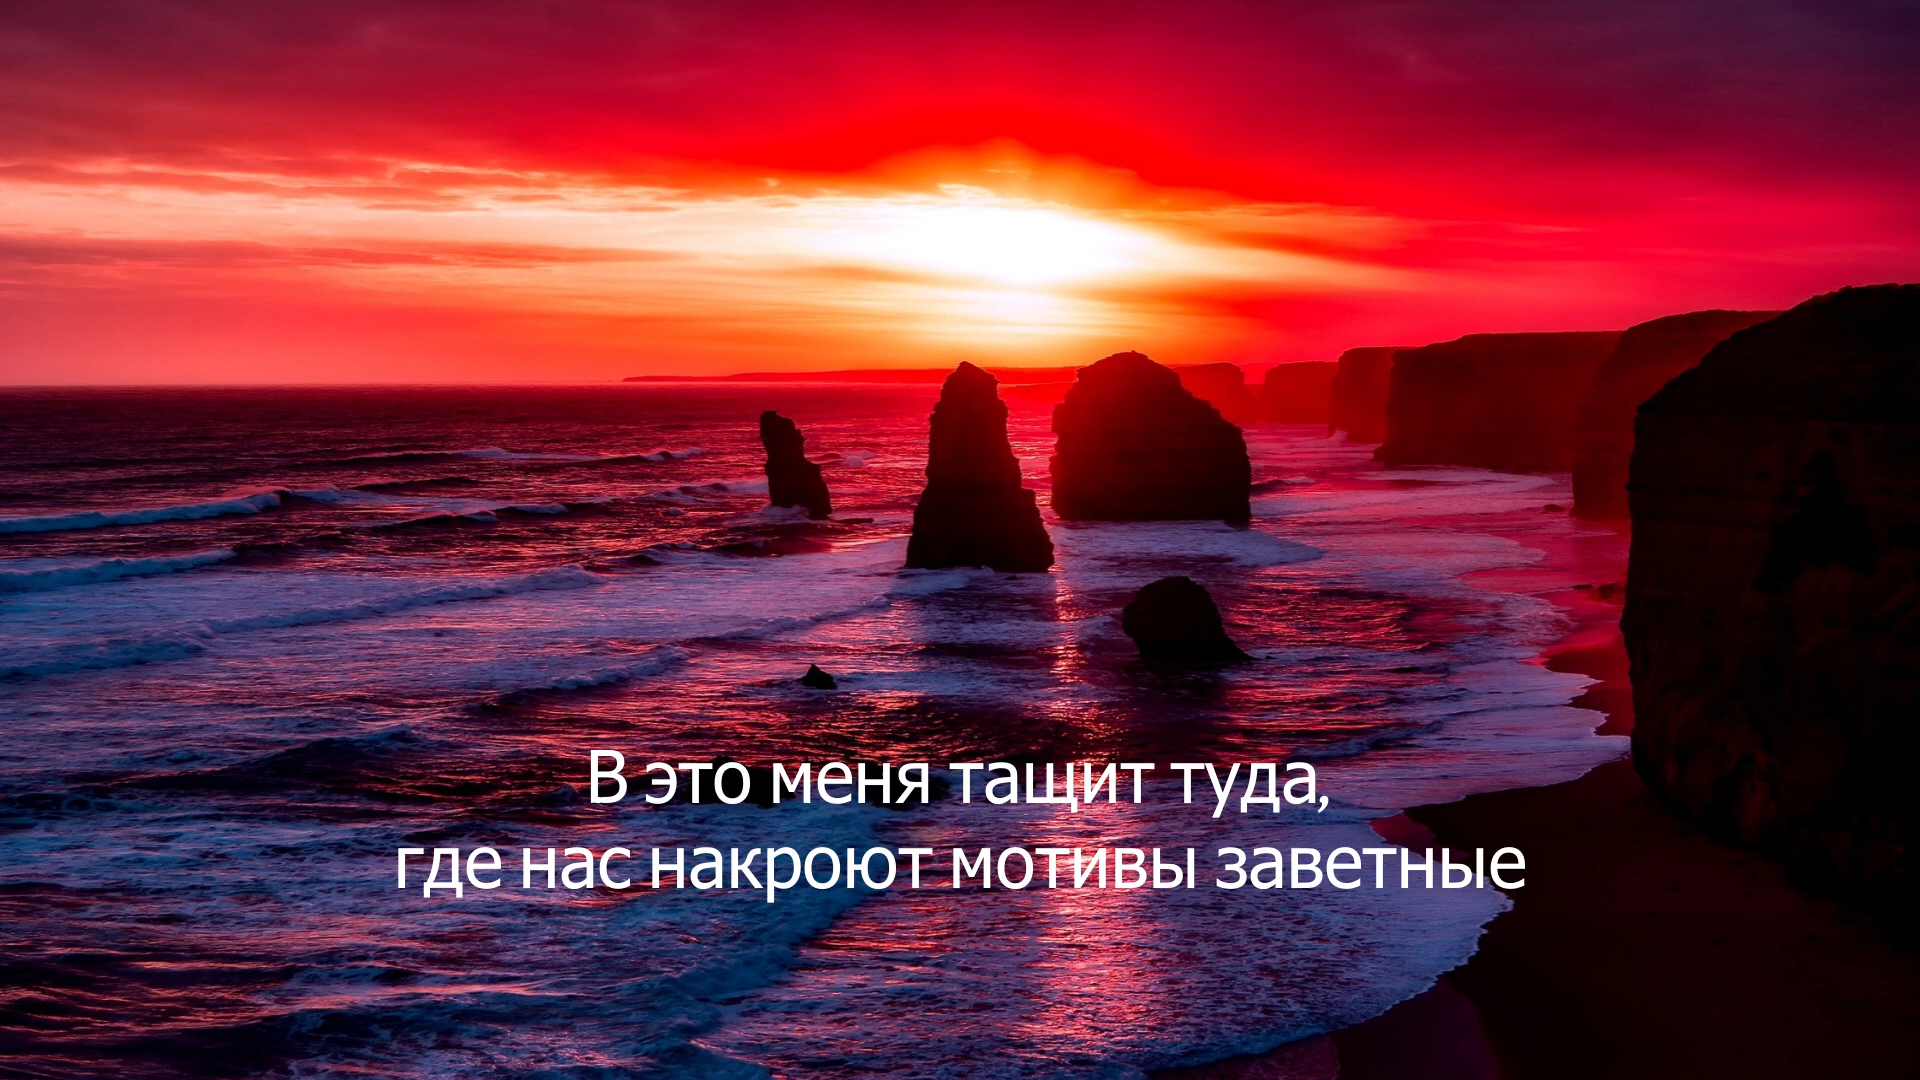 В это меня тащит туда,
где нас накроют мотивы заветные